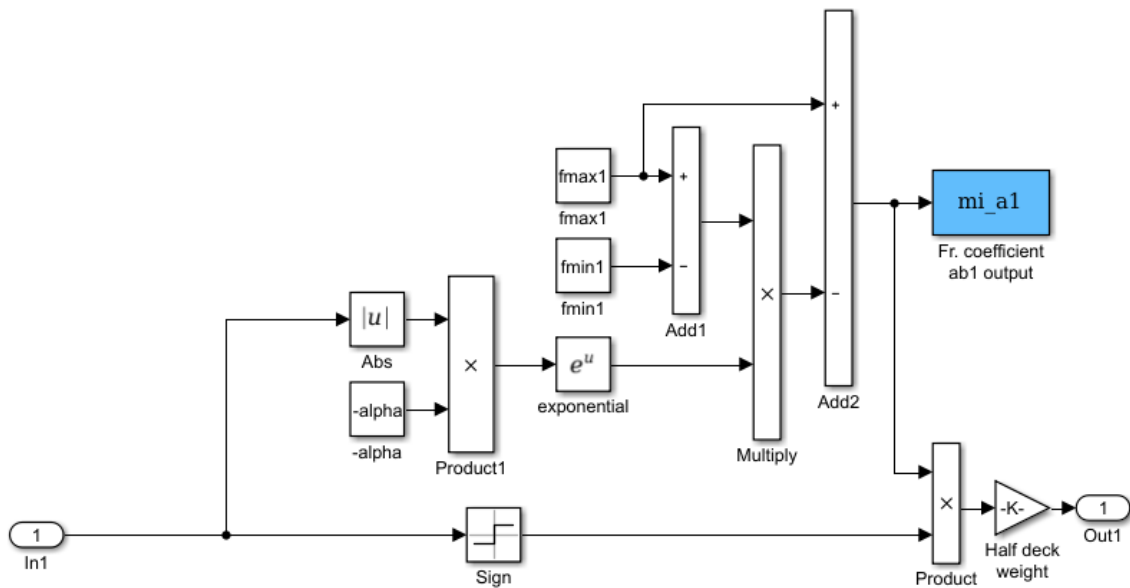 +
fmax1
+
mi_a1
fmax1
Fr. coefficient
ab1 output
fmin1
−
fmin1
×
−
|u|
Add1
Abs
×
e^u
Add2
-alpha
exponential
-alpha
Product1
Multiply
1
In1
Sign
×
Product
-K-
Half deck
weight
1
Out1